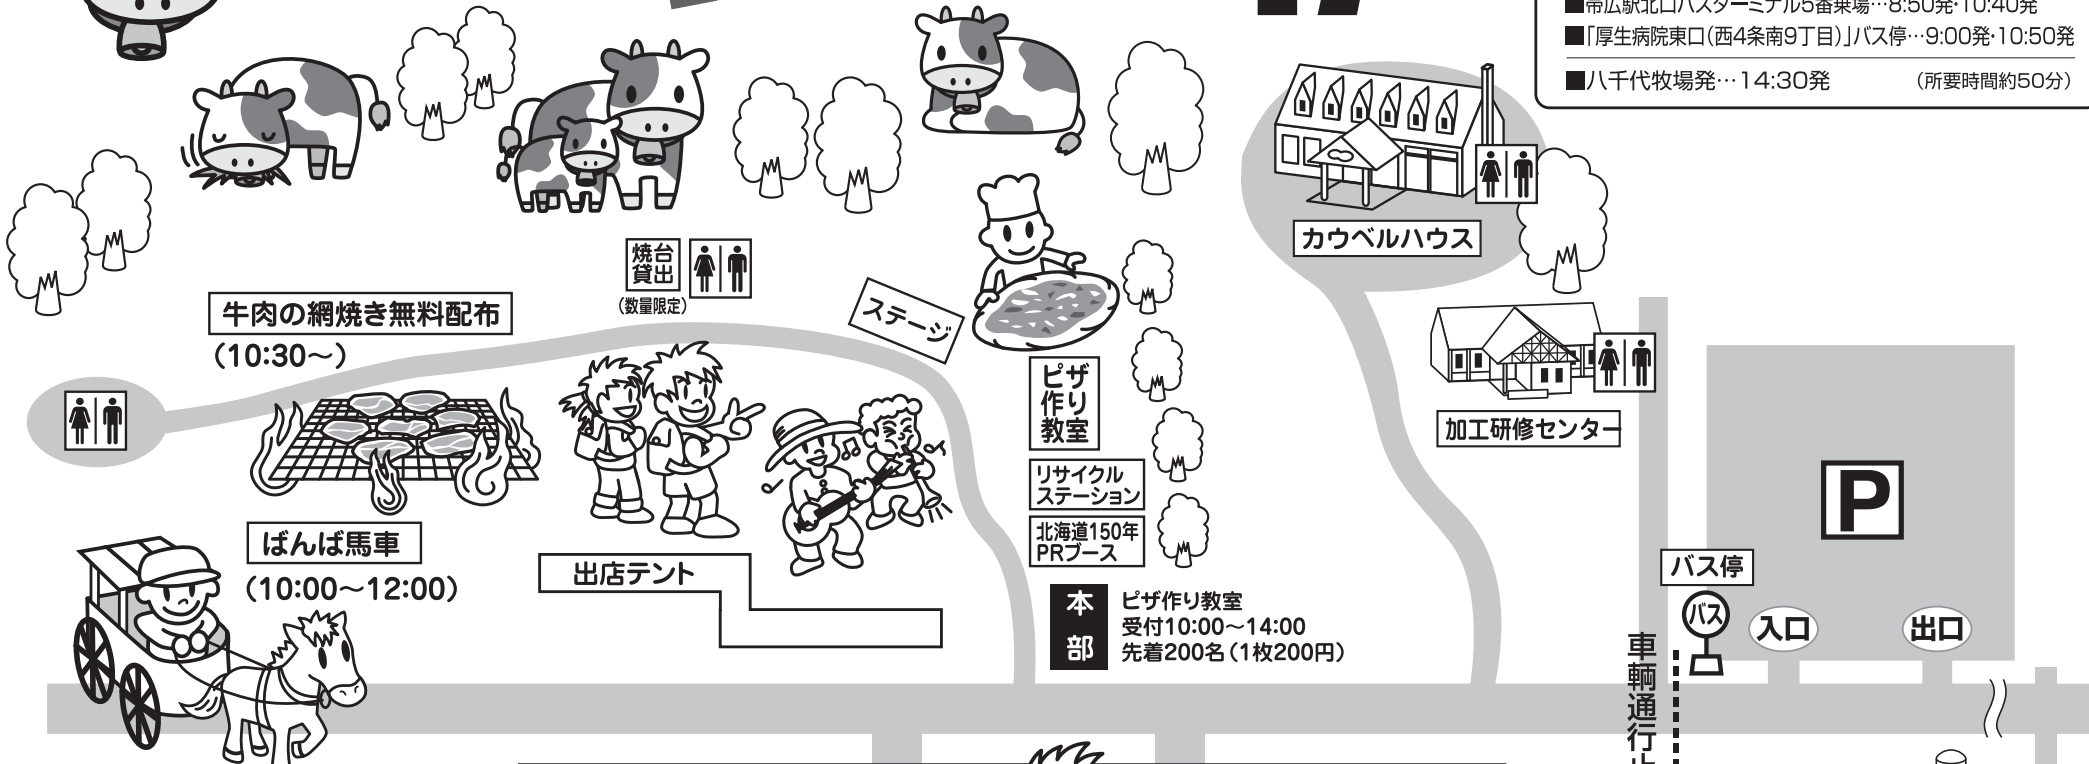 ■帯広駅北口バスターミナル5番乗場…8:50発・10:40発
■「厚生病院東口(西4条南9丁目)」バス停…9:00発・10:50発
■八千代牧場発…14:30発 (所要時間約50分)
カウベルハウス
焼台
貸出
(数量限定)
ステージ
牛肉の網焼き無料配布
(10:30〜)
ピザ
作り
教室
加工研修センター
リサイクル
ステーション
北海道150年
PRブース
P
ばんば馬車
(10:00〜12:00)
出店テント
バス停
バス
入口
出口
本部
ピザ作り教室
受付10:00〜14:00
先着200名(1枚200円)
車輌通行止